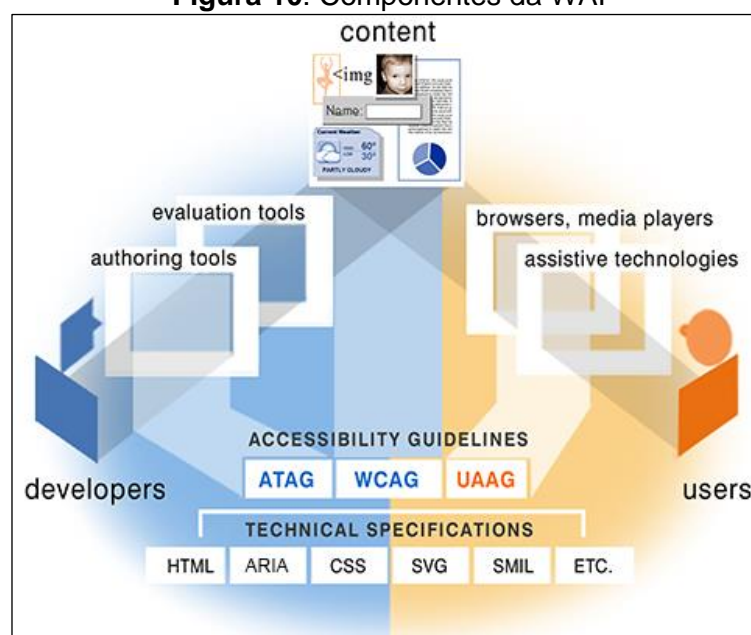 content
<img
Name:
Current Weather
60°
30°
PARTLY CLOUDY
evaluation tools
authoring tools
browsers, media players
assistive technologies
developers
users
ACCESSIBILITY GUIDELINES
ATAG WCAG UAAG
TECHNICAL SPECIFICATIONS
HTML ARIA CSS SVG SMIL ETC.